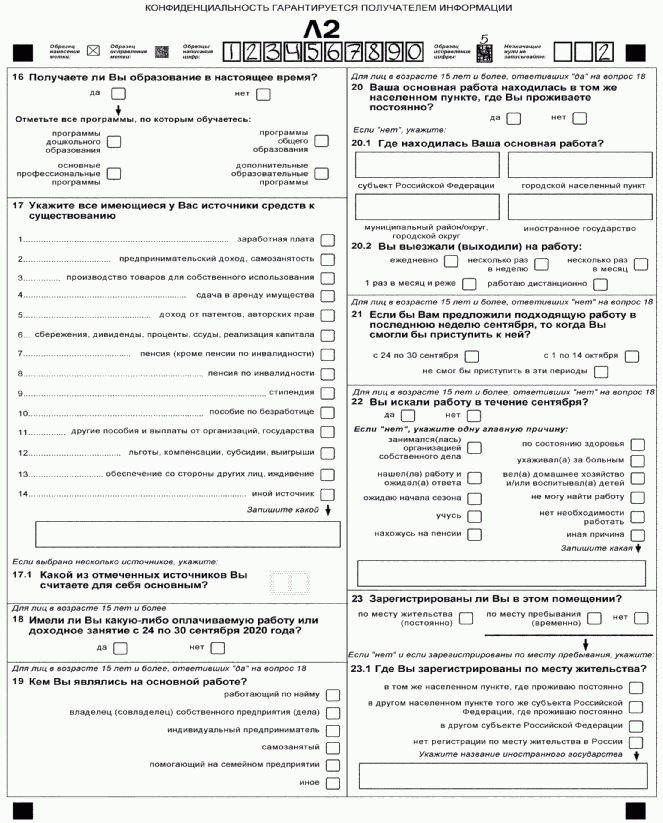 КОНФИДЕНЦИАЛЬНОСТЬ ГАРАНТИРУЕТСЯ ПОЛУЧАТЕЛЕМ ИНФОРМАЦИИ
Л2
Образец нанесения метки:
Образец исправления метки:
Образцы написания цифр:
1 2 3 4 5 6 7 8 9 0
Образец исправления цифры:
5
Незначащие нули не записывайте:
2
16 Получаете ли Вы образование в настоящее время?
да нет
Отметьте все программы, по которым обучаетесь:
программы дошкольного образования
программы общего образования
основные профессиональные программы
дополнительные образовательные программы
17 Укажите все имеющиеся у Вас источники средств к
существованию
1 заработная плата
2 предпринимательский доход, самозанятость
3 производство товаров для собственного использования
4 сдача в аренду имущества
5 доход от патентов, авторских прав
6 сбережения, дивиденды, проценты, ссуды, реализация капитала
7 пенсия (кроме пенсии по инвалидности)
8 пенсия по инвалидности
9 стипендия
10 пособие по безработице
11 другие пособия и выплаты от организаций, государства
12 льготы, компенсации, субсидии, выигрыши
13 обеспечение со стороны других лиц, иждивение
14 иной источник
Запишите какой
Если выбрано несколько источников, укажите:
17.1 Какой из отмеченных источников Вы
считаете для себя основным?
Для лиц в возрасте 15 лет и более
18 Имели ли Вы какую-либо оплачиваемую работу или
доходное занятие с 24 по 30 сентября 2020 года?
да нет
Для лиц в возрасте 15 лет и более, ответивших "да" на вопрос 18
19 Кем Вы являлись на основной работе?
работающий по найму
владелец (совладелец) собственного предприятия (дела)
индивидуальный предприниматель
самозанятый
помогающий на семейном предприятии
иное
Для лиц в возрасте 15 лет и более, ответивших "да" на вопрос 18
20 Ваша основная работа находилась в том же
населенном пункте, где Вы проживаете
постоянно?
да нет
Если "нет", укажите:
20.1 Где находилась Ваша основная работа?
субъект Российской Федерации
городской населенный пункт
муниципальный район/округ, городской округ
иностранное государство
20.2 Вы выезжали (выходили) на работу:
ежедневно
несколько раз в неделю
несколько раз в месяц
1 раз в месяц и реже
работаю дистанционно
Для лиц в возрасте 15 лет и более, ответивших "нет" на вопрос 18
21 Если бы Вам предложили подходящую работу в
последнюю неделю сентября, то когда Вы
смогли бы приступить к ней?
с 24 по 30 сентября
с 1 по 14 октября
не смог бы приступить в эти периоды
Для лиц в возрасте 15 лет и более, ответивших "нет" на вопрос 18
22 Вы искали работу в течение сентября?
да нет
Если "нет", укажите одну главную причину:
занимался(лась) организацией собственного дела
нашел(ла) работу и ожидал(а) ответа
ожидаю начала сезона
учусь
нахожусь на пенсии
по состоянию здоровья
ухаживал(а) за больным
вел(а) домашнее хозяйство и/или воспитывал(а) детей
не могу найти работу
нет необходимости работать
иная причина
Запишите какая
23 Зарегистрированы ли Вы в этом помещении?
по месту жительства (постоянно)
по месту пребывания (временно)
нет
Если "нет" и если зарегистрированы по месту пребывания, укажите:
23.1 Где Вы зарегистрированы по месту жительства?
в том же населенном пункте, где проживаю постоянно
в другом населенном пункте того же субъекта Российской
Федерации, где проживаю постоянно
в другом субъекте Российской Федерации
нет регистрации по месту жительства в России
Укажите название иностранного государства